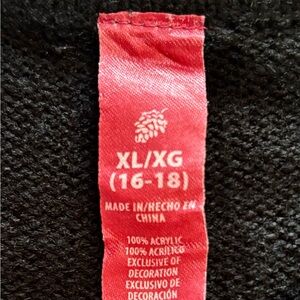 XL/XG
(16-18)
MADE IN/HECHO EN
CHINA
100% ACRYLIC
100% ACRÍLICO
EXCLUSIVE OF
DECORATION
EXCLUSIVO DE
DECORACIÓN